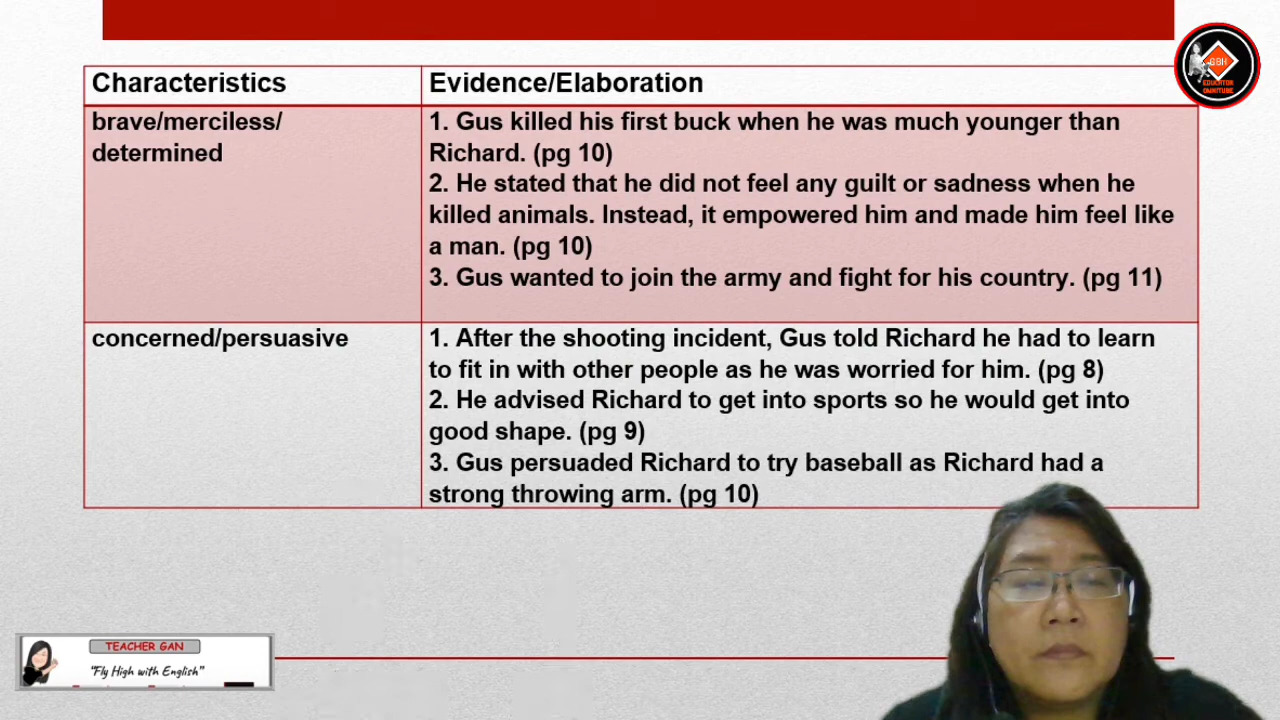 GBH
EDUCATOR
OWNITUBE
Characteristics
Evidence/Elaboration
brave/merciless/
determined
1. Gus killed his first buck when he was much younger than
Richard. (pg 10)
2. He stated that he did not feel any guilt or sadness when he
killed animals. Instead, it empowered him and made him feel like
a man. (pg 10)
3. Gus wanted to join the army and fight for his country. (pg 11)
concerned/persuasive
1. After the shooting incident, Gus told Richard he had to learn
to fit in with other people as he was worried for him. (pg 8)
2. He advised Richard to get into sports so he would get into
good shape. (pg 9)
3. Gus persuaded Richard to try baseball as Richard had a
strong throwing arm. (pg 10)
TEACHER GAN
"Fly High with English"